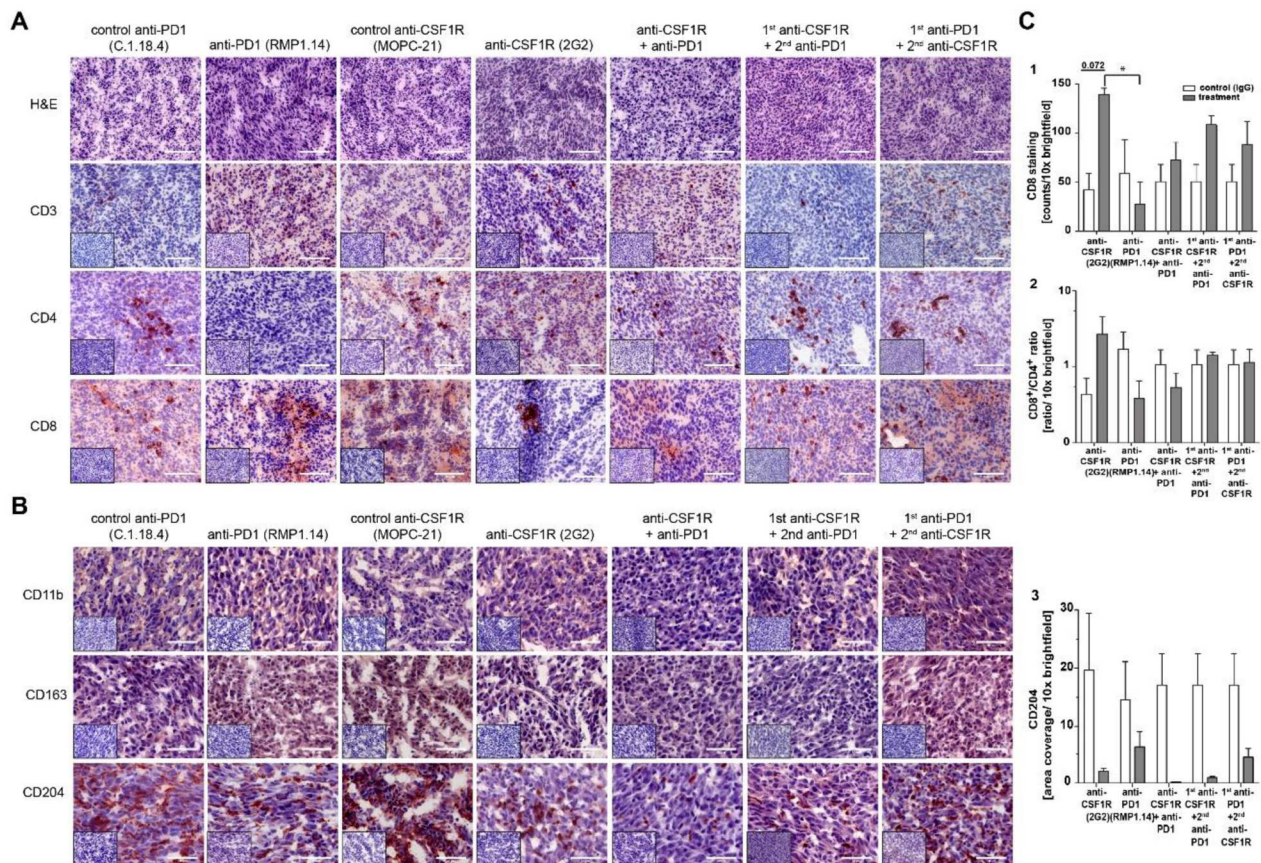 A
control anti-PD1
(C.1.18.4)
anti-PD1 (RMP1.14)
control anti-CSF1R
(MOPC-21)
anti-CSF1R (2G2)
anti-CSF1R
+ anti-PD1
1st anti-CSF1R
+ 2nd anti-PD1
1st anti-PD1
+ 2nd anti-CSF1R
H&E
CD3
CD4
CD8
B
control anti-PD1
(C.1.18.4)
anti-PD1 (RMP1.14)
control anti-CSF1R
(MOPC-21)
anti-CSF1R (2G2)
anti-CSF1R
+ anti-PD1
1st anti-CSF1R
+ 2nd anti-PD1
1st anti-PD1
+ 2nd anti-CSF1R
CD11b
CD163
CD204
C
1
0.072
*
control (IgG)
treatment
CD8 staining
[counts/10x brightfield]
150
100
50
0
anti- anti- anti- 1st anti- 1st anti-
CSF1R PD1 CSF1R CSF1R PD1
(2G2)(RMP1.14)+ anti- +2nd +2nd
PD1 anti- anti-
PD1 CSF1R
2
CD8+/CD4+ ratio
[ratio/ 10x brightfield]
10
1
10
anti- anti- anti- 1st anti- 1st anti-
CSF1R PD1 CSF1R CSF1R PD1
(2G2)(RMP1.14)+ anti- +2nd +2nd
PD1 anti- anti-
PD1 CSF1R
3
CD204
[area coverage/ 10x brightfield]
30
20
10
0
anti- anti- anti- 1st anti- 1st anti-
CSF1R PD1 CSF1R CSF1R PD1
(2G2)(RMP1.14)+ anti- +2nd +2nd
PD1 anti- anti-
PD1 CSF1R